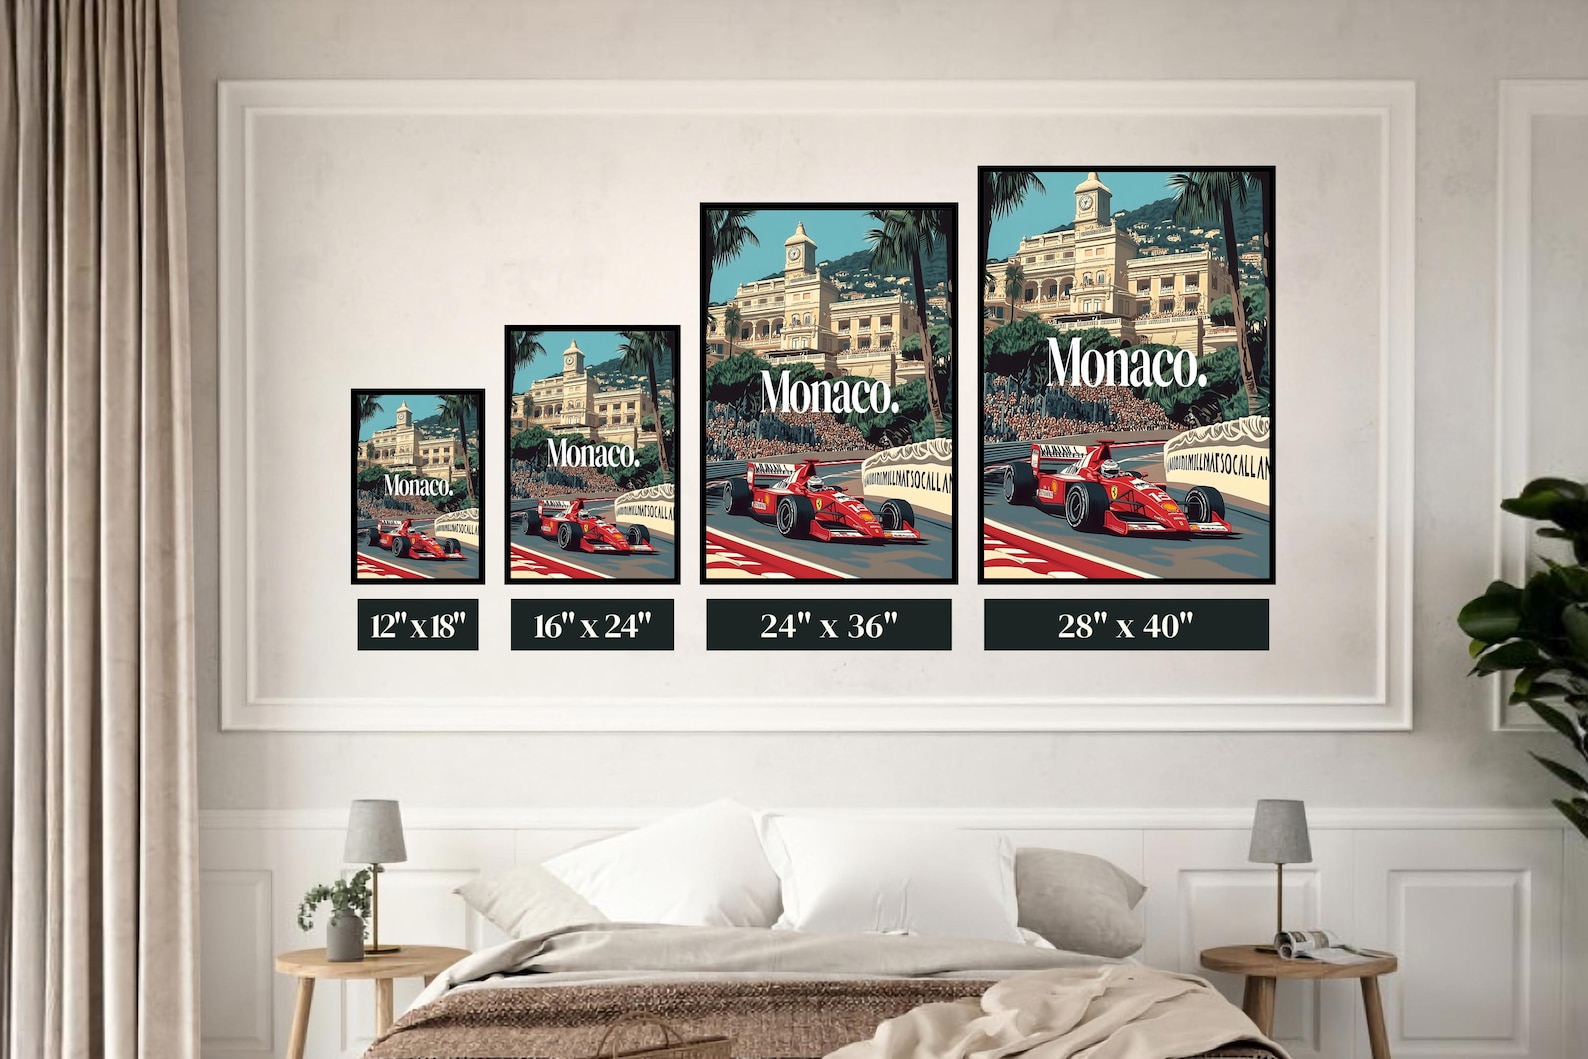 Monaco.
Monaco.
Monaco.
Monaco.
12" x 18"
16" x 24"
24" x 36"
28" x 40"